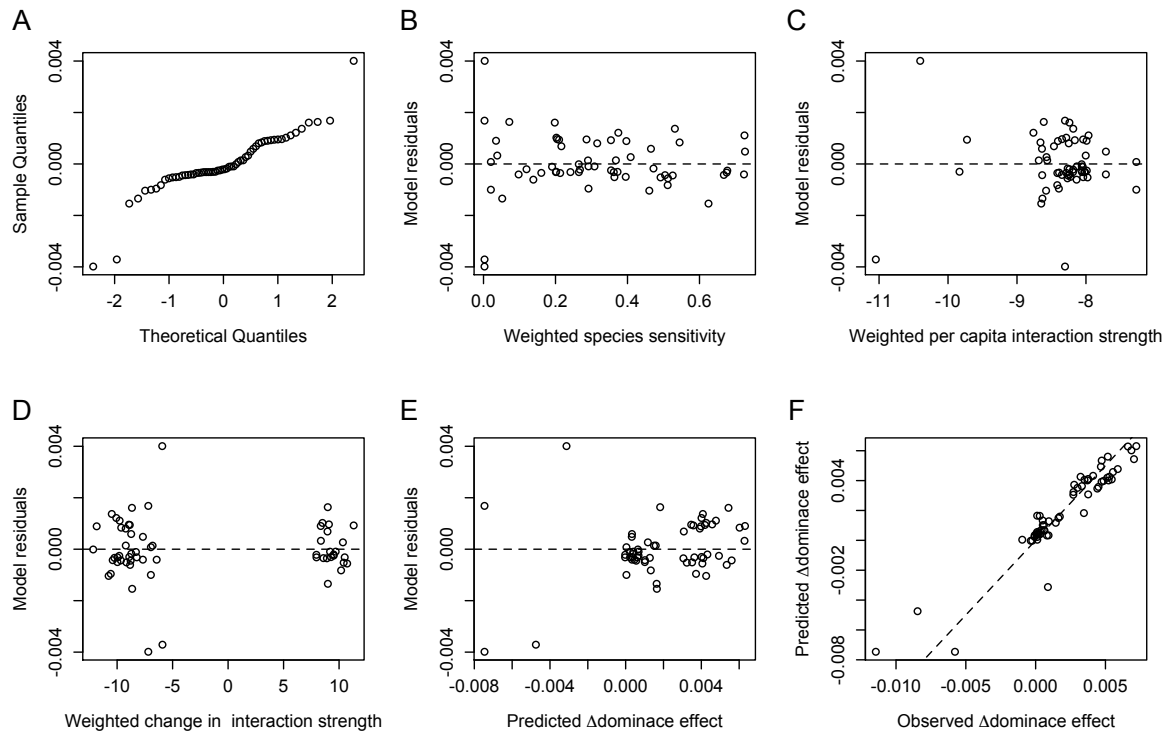 A
Sample Quantiles
0.004
0.000
-0.004
-2 -1 0 1 2
Theoretical Quantiles
B
Model residuals
0.004
0.000
-0.004
0.0 0.2 0.4 0.6
Weighted species sensitivity
C
Model residuals
0.004
0.000
-0.004
-11 -10 -9 -8
Weighted per capita interaction strength
D
Model residuals
0.004
0.000
-0.004
-10 -5 0 5 10
Weighted change in interaction strength
E
Model residuals
0.004
0.000
-0.004
-0.008 -0.004 0.000 0.004
Predicted Δdominace effect
F
Predicted Δdominace effect
0.004
-0.002
-0.008
-0.010 0.000 0.005
Observed Δdominace effect